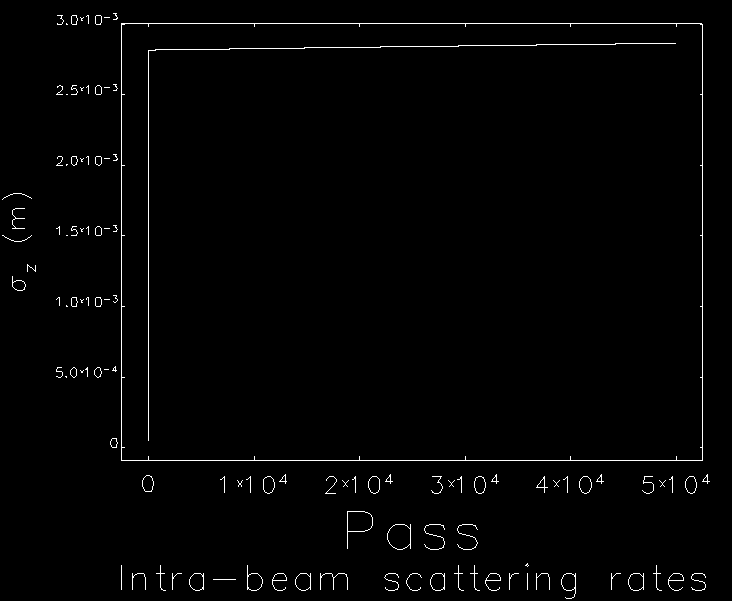 3.0×10⁻³
2.5×10⁻³
2.0×10⁻³
1.5×10⁻³
1.0×10⁻³
5.0×10⁻⁴
0
σz (m)
0 1×10⁴ 2×10⁴ 3×10⁴ 4×10⁴ 5×10⁴
Pass
Intra-beam scattering rates